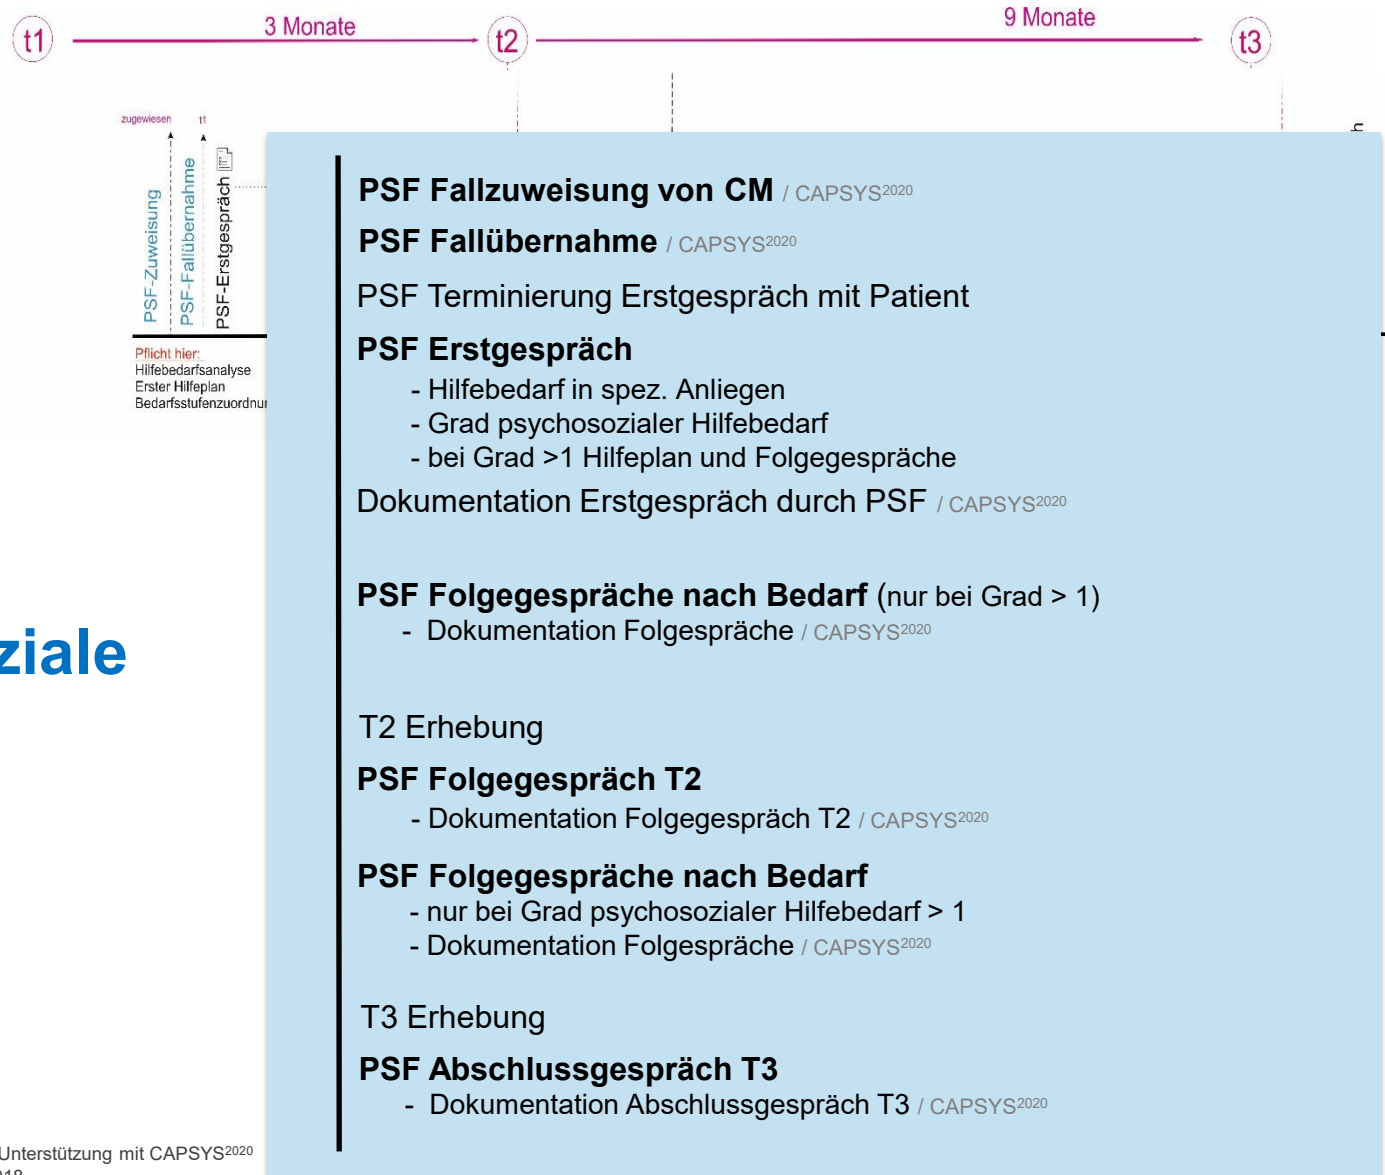 t1
3 Monate
t2
9 Monate
t3
zugewiesen
t1
PSF-Zuweisung
PSF-Fallübernahme
PSF-Erstgespräch
Pflicht hier:
Hilfebedarfsanalyse
Erster Hilfeplan
PSF Fallzuweisung von CM / CAPSYS2020
PSF Fallübernahme / CAPSYS2020
PSF Terminierung Erstgespräch mit Patient
PSF Erstgespräch
- Hilfebedarf in spez. Anliegen
- Grad psychosozialer Hilfebedarf
- bei Grad >1 Hilfeplan und Folgegespräche
Dokumentation Erstgespräch durch PSF / CAPSYS2020
PSF Folgegespräche nach Bedarf (nur bei Grad > 1)
- Dokumentation Folgespräche / CAPSYS2020
ziale
T2 Erhebung
PSF Folgegespräch T2
- Dokumentation Folgegespräch T2 / CAPSYS2020
PSF Folgegespräche nach Bedarf
- nur bei Grad psychosozialer Hilfebedarf > 1
- Dokumentation Folgespräche / CAPSYS2020
T3 Erhebung
PSF Abschlussgespräch T3
- Dokumentation Abschlussgespräch T3 / CAPSYS2020
Unterstützung mit CAPSYS2020